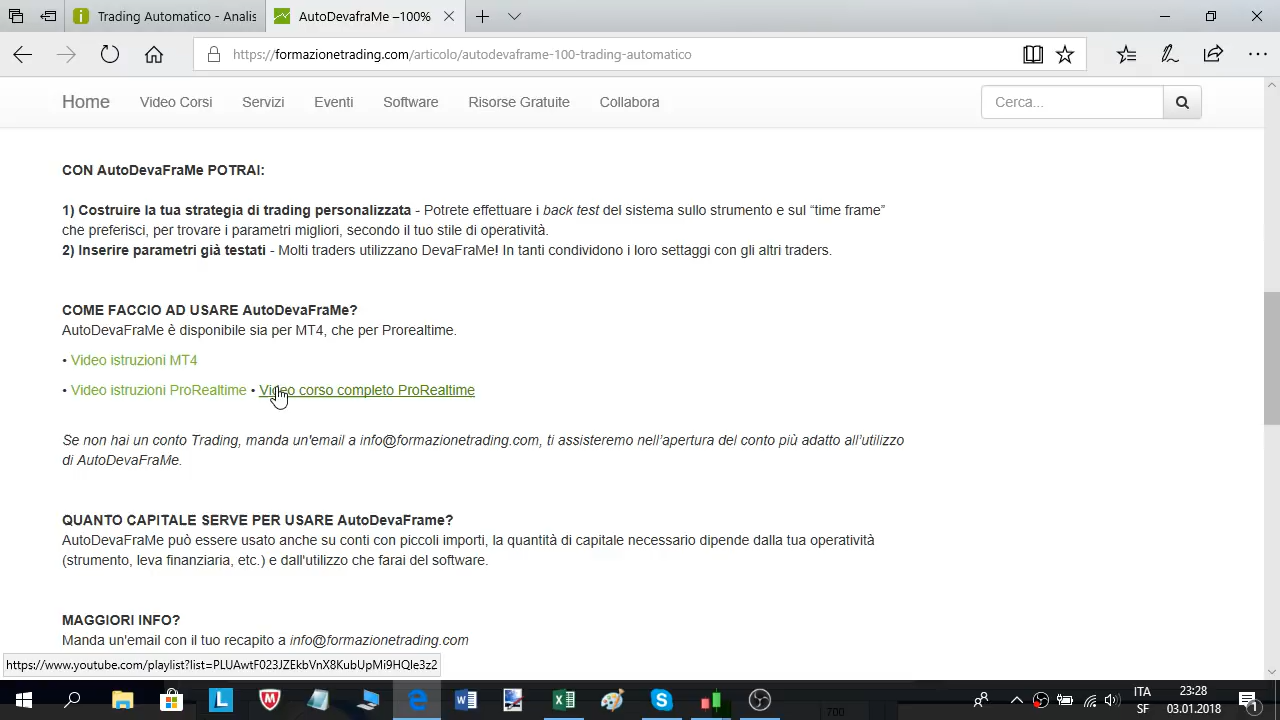 Trading Automatico - Analis
AutoDevafraMe –100%
https://formazionetrading.com/articolo/autodevaframe-100-trading-automatico
Home Video Corsi Servizi Eventi Software Risorse Gratuite Collabora Cerca...
CON AutoDevaFraMe POTRAI:
1) Costruire la tua strategia di trading personalizzata - Potrete effettuare i back test del sistema sullo strumento e sul “time frame”
che preferisci, per trovare i parametri migliori, secondo il tuo stile di operatività.
2) Inserire parametri già testati - Molti traders utilizzano DevaFraMe! In tanti condividono i loro settaggi con gli altri traders.
COME FACCIO AD USARE AutoDevaFraMe?
AutoDevaFraMe è disponibile sia per MT4, che per Prorealtime.
• Video istruzioni MT4
• Video istruzioni ProRealtime • Video corso completo ProRealtime
Se non hai un conto Trading, manda un'email a info@formazionetrading.com, ti assisteremo nell’apertura del conto più adatto all’utilizzo
di AutoDevaFraMe.
QUANTO CAPITALE SERVE PER USARE AutoDevaFrame?
AutoDevaFraMe può essere usato anche su conti con piccoli importi, la quantità di capitale necessario dipende dalla tua operatività
(strumento, leva finanziaria, etc.) e dall'utilizzo che farai del software.
MAGGIORI INFO?
Manda un'email con il tuo recapito a info@formazionetrading.com
https://www.youtube.com/playlist?list=PLUAwtF023JZEkbVnX8KubUpMi9HQIe3z2
ITA 23:28
SF 03.01.2018
700